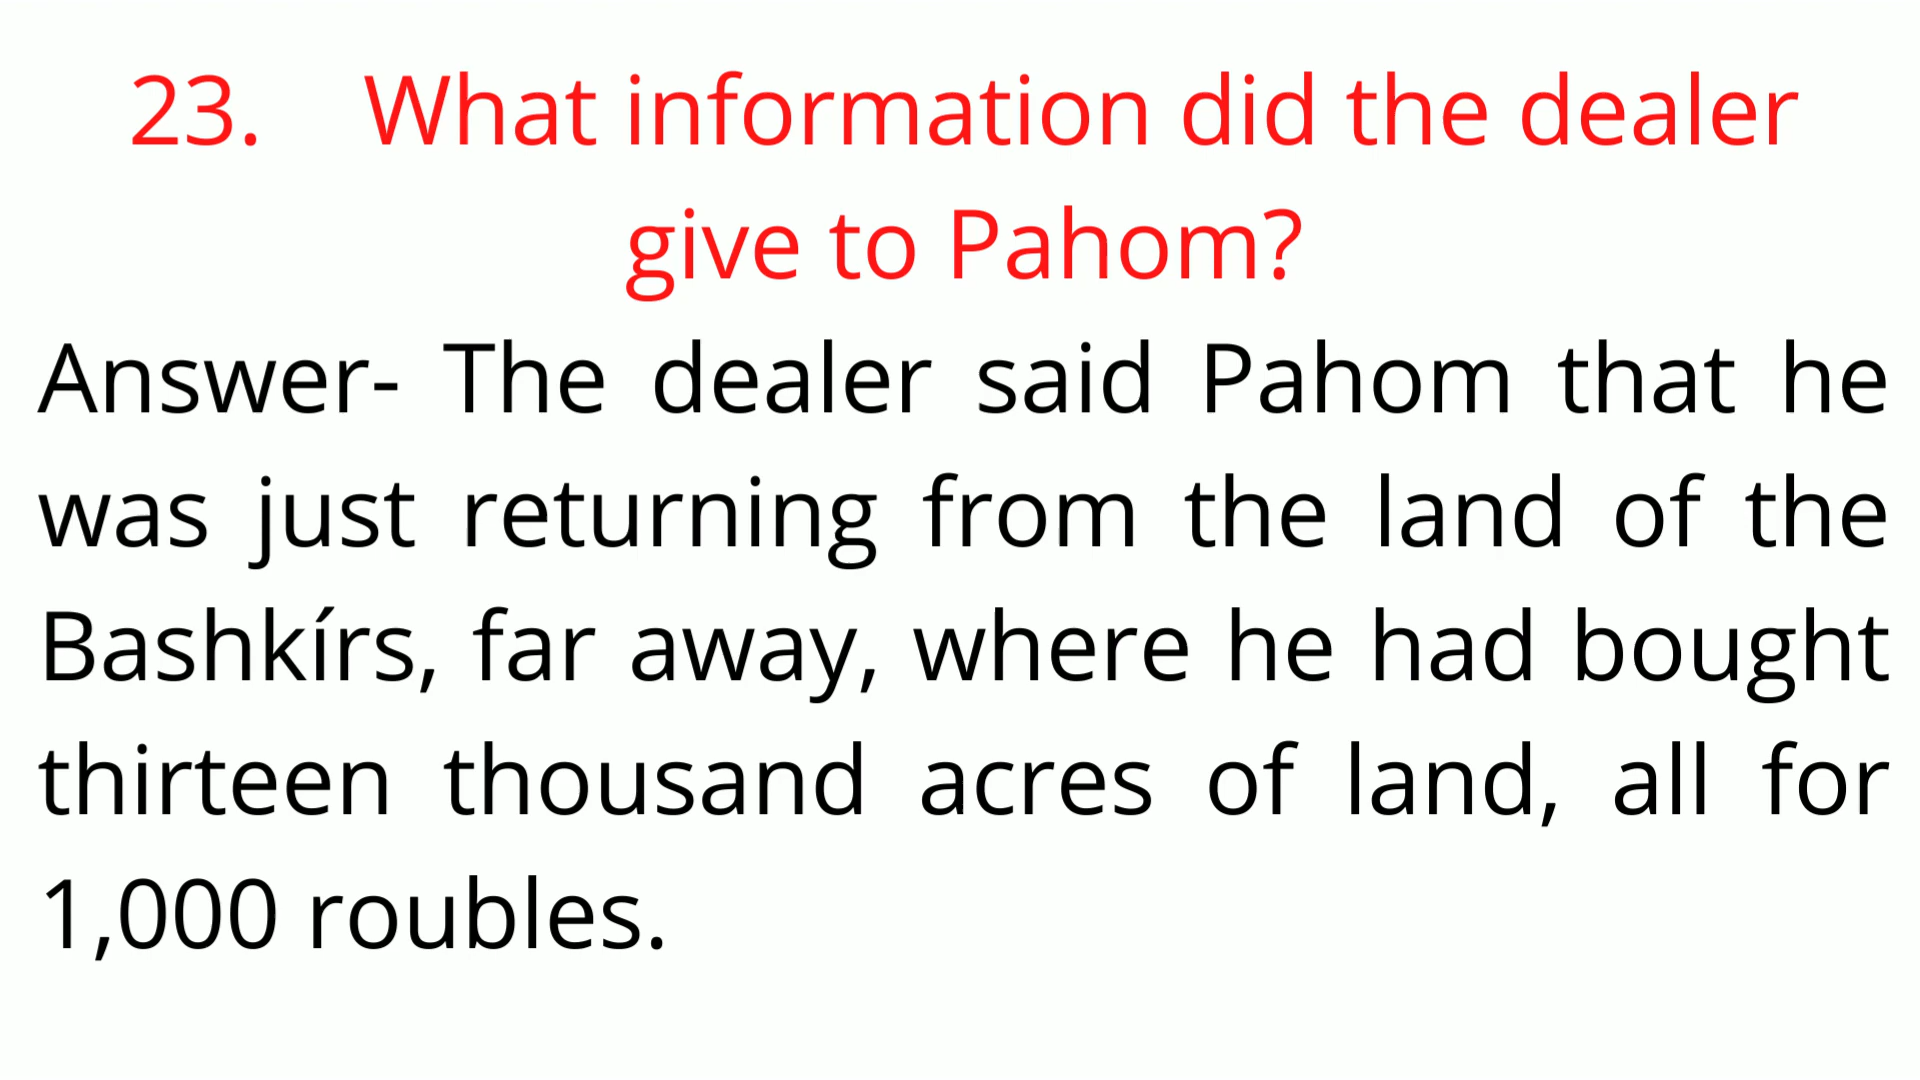 23. What information did the dealer
give to Pahom?
Answer- The dealer said Pahom that he
was just returning from the land of the
Bashkírs, far away, where he had bought
thirteen thousand acres of land, all for
1,000 roubles.